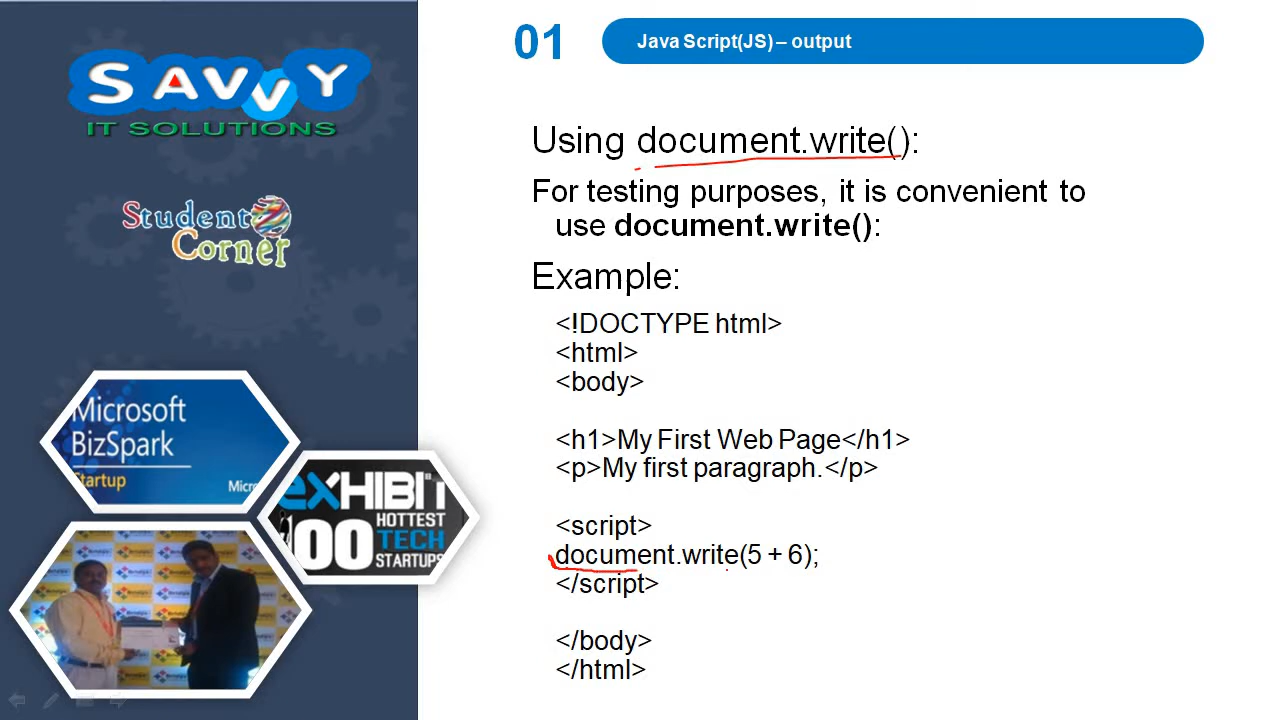 SAVVY
IT SOLUTIONS
Student
Corner
Microsoft
BizSpark
Startup
Micr
eXHIBIT
100
HOTTEST
TECH
STARTUPS
01
Java Script(JS) – output
Using document.write():
For testing purposes, it is convenient to
use document.write():
Example:
<!DOCTYPE html>
<html>
<body>
<h1>My First Web Page</h1>
<p>My first paragraph.</p>
<script>
document.write(5 + 6);
</script>
</body>
</html>